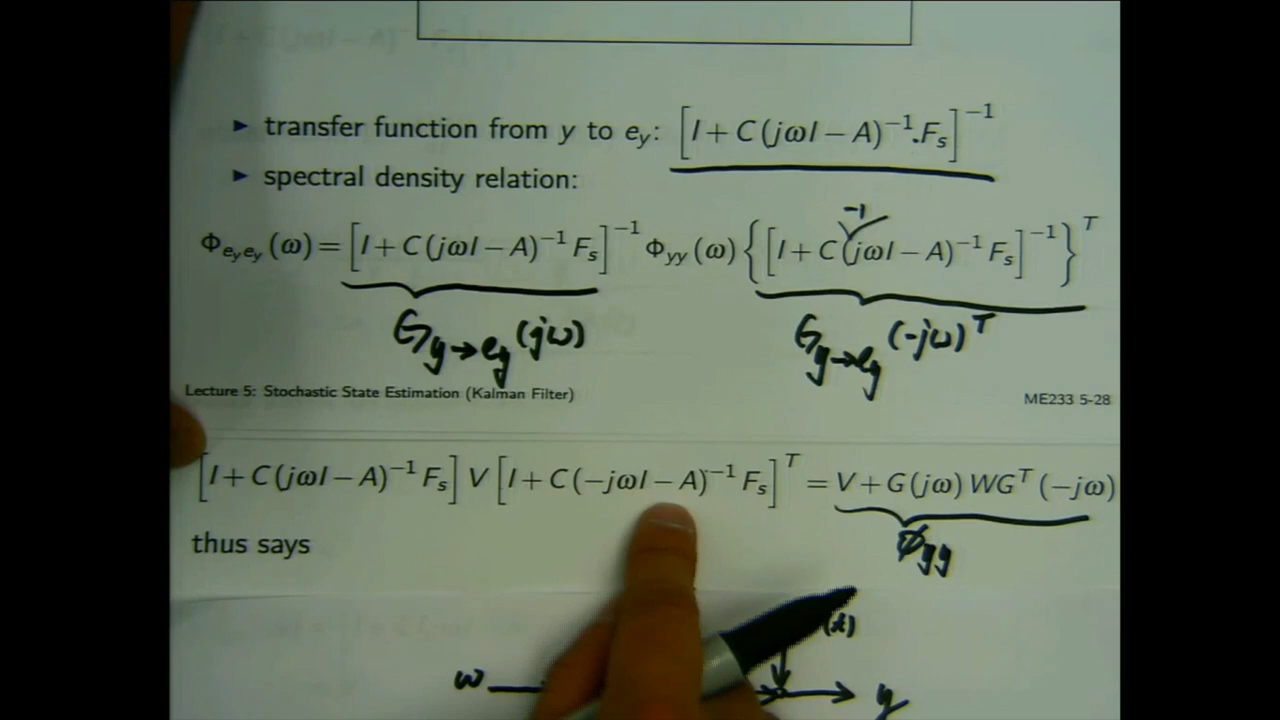 ► transfer function from y to e_y: [I + C(jωI − A)⁻¹.F_s]⁻¹
► spectral density relation:
−1
Φ_{e_y e_y}(ω) = [I + C(jωI − A)⁻¹ F_s]⁻¹ Φ_{yy}(ω) {[I + C(jωI − A)⁻¹ F_s]⁻¹}ᵀ
G_{y→e_y}(jω) G_{y→e_y}(−jω)ᵀ
Lecture 5: Stochastic State Estimation (Kalman Filter) ME233 5-28
[I + C(jωI − A)⁻¹ F_s] V [I + C(−jωI − A)⁻¹ F_s]ᵀ = V + G(jω)WGᵀ(−jω)
Φ_{yy}
thus says
w y